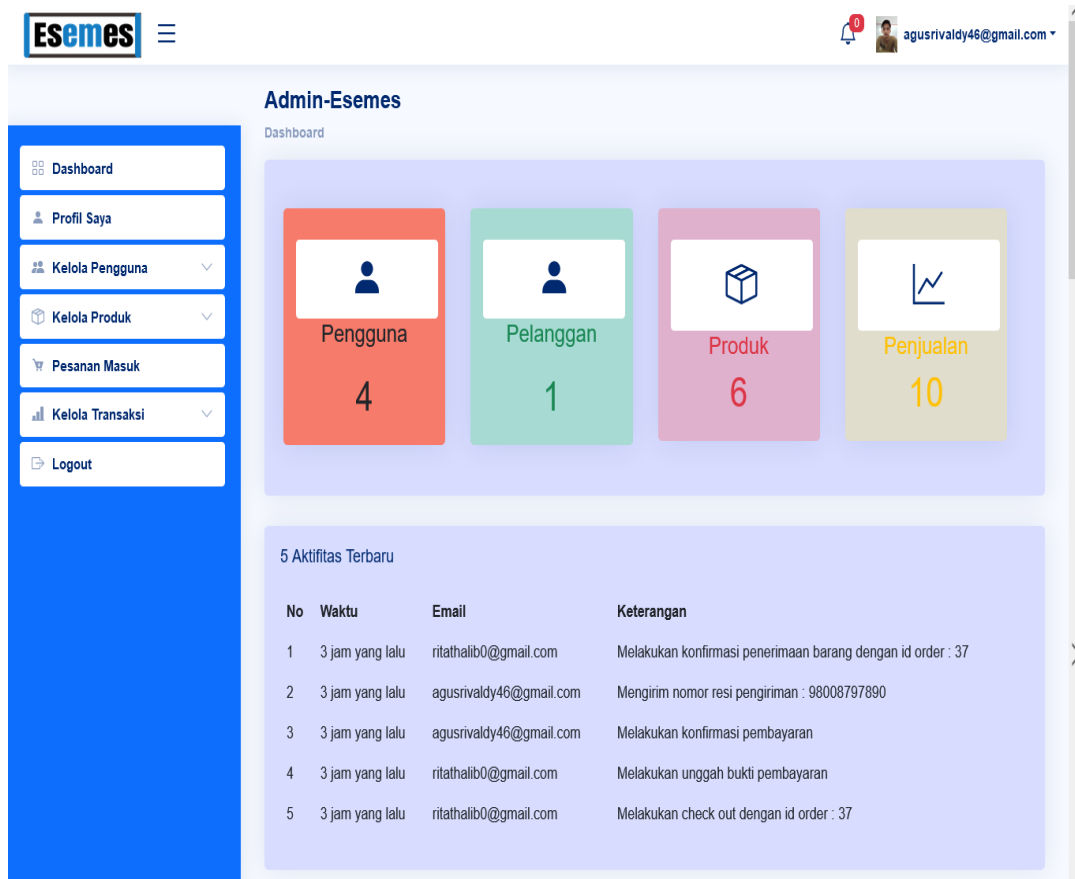 Esemes
0
agusrivaldy46@gmail.com
Admin-Esemes
Dashboard
Dashboard
Profil Saya
Kelola Pengguna
Kelola Produk
Pesanan Masuk
Kelola Transaksi
Logout
Pengguna
4
Pelanggan
1
Produk
6
Penjualan
10
5 Aktifitas Terbaru
No Waktu Email Keterangan
1 3 jam yang lalu ritathalib0@gmail.com Melakukan konfirmasi penerimaan barang dengan id order : 37
2 3 jam yang lalu agusrivaldy46@gmail.com Mengirim nomor resi pengiriman : 98008797890
3 3 jam yang lalu agusrivaldy46@gmail.com Melakukan konfirmasi pembayaran
4 3 jam yang lalu ritathalib0@gmail.com Melakukan unggah bukti pembayaran
5 3 jam yang lalu ritathalib0@gmail.com Melakukan check out dengan id order : 37